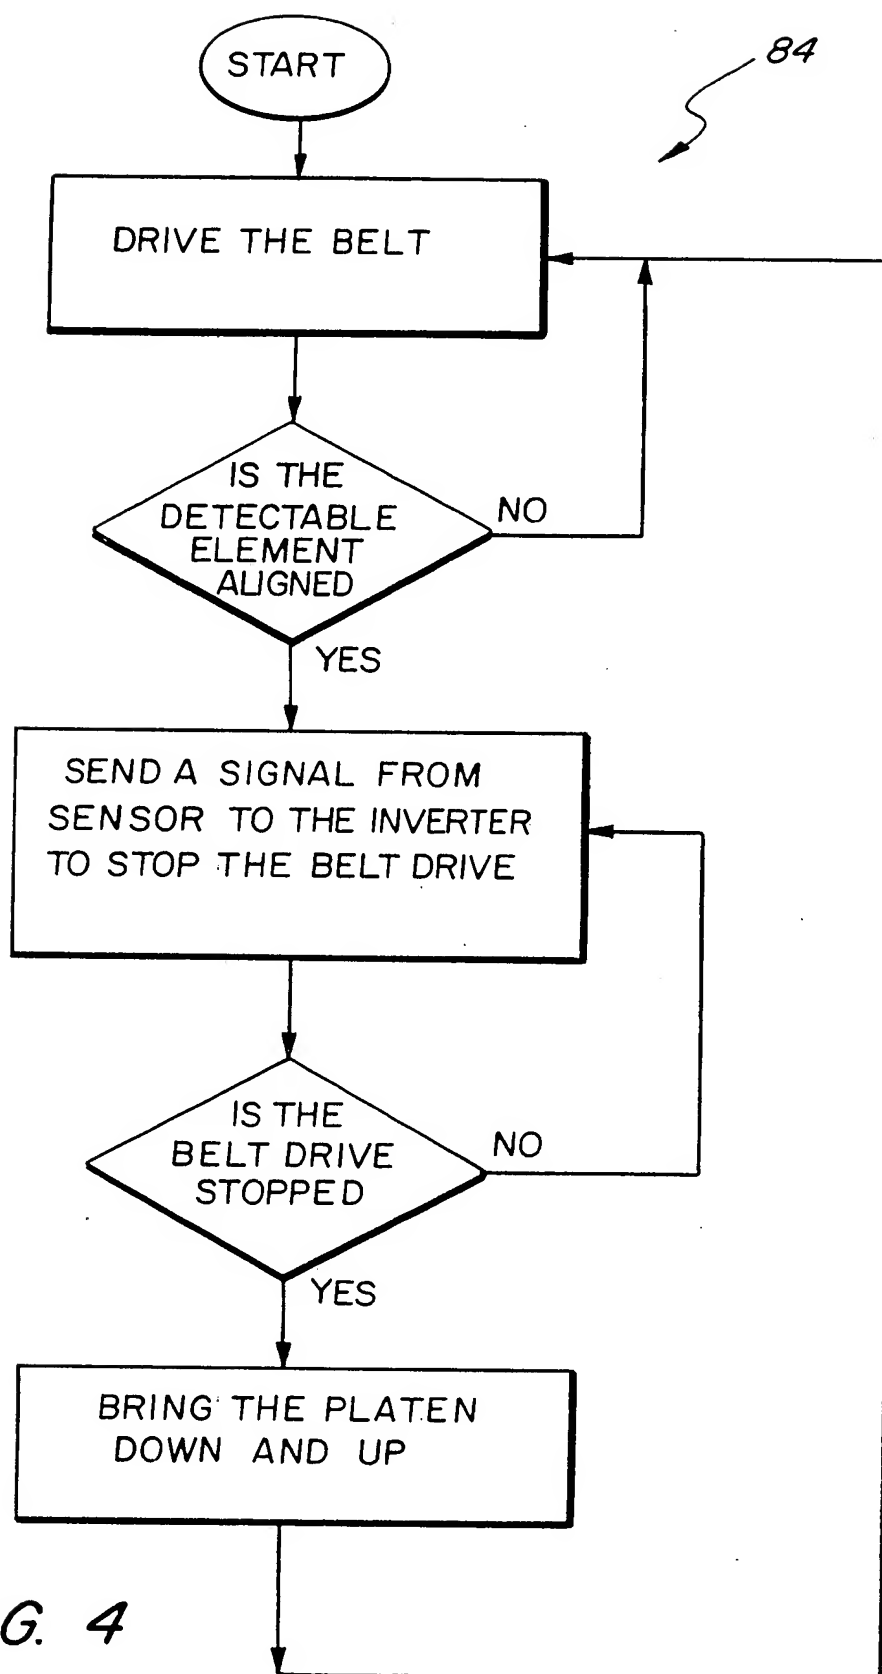 START
84
DRIVE THE BELT
IS THE
DETECTABLE
ELEMENT
ALIGNED
NO
YES
SEND A SIGNAL FROM
SENSOR TO THE INVERTER
TO STOP THE BELT DRIVE
IS THE
BELT DRIVE
STOPPED
NO
YES
BRING THE PLATEN
DOWN AND UP
G. 4